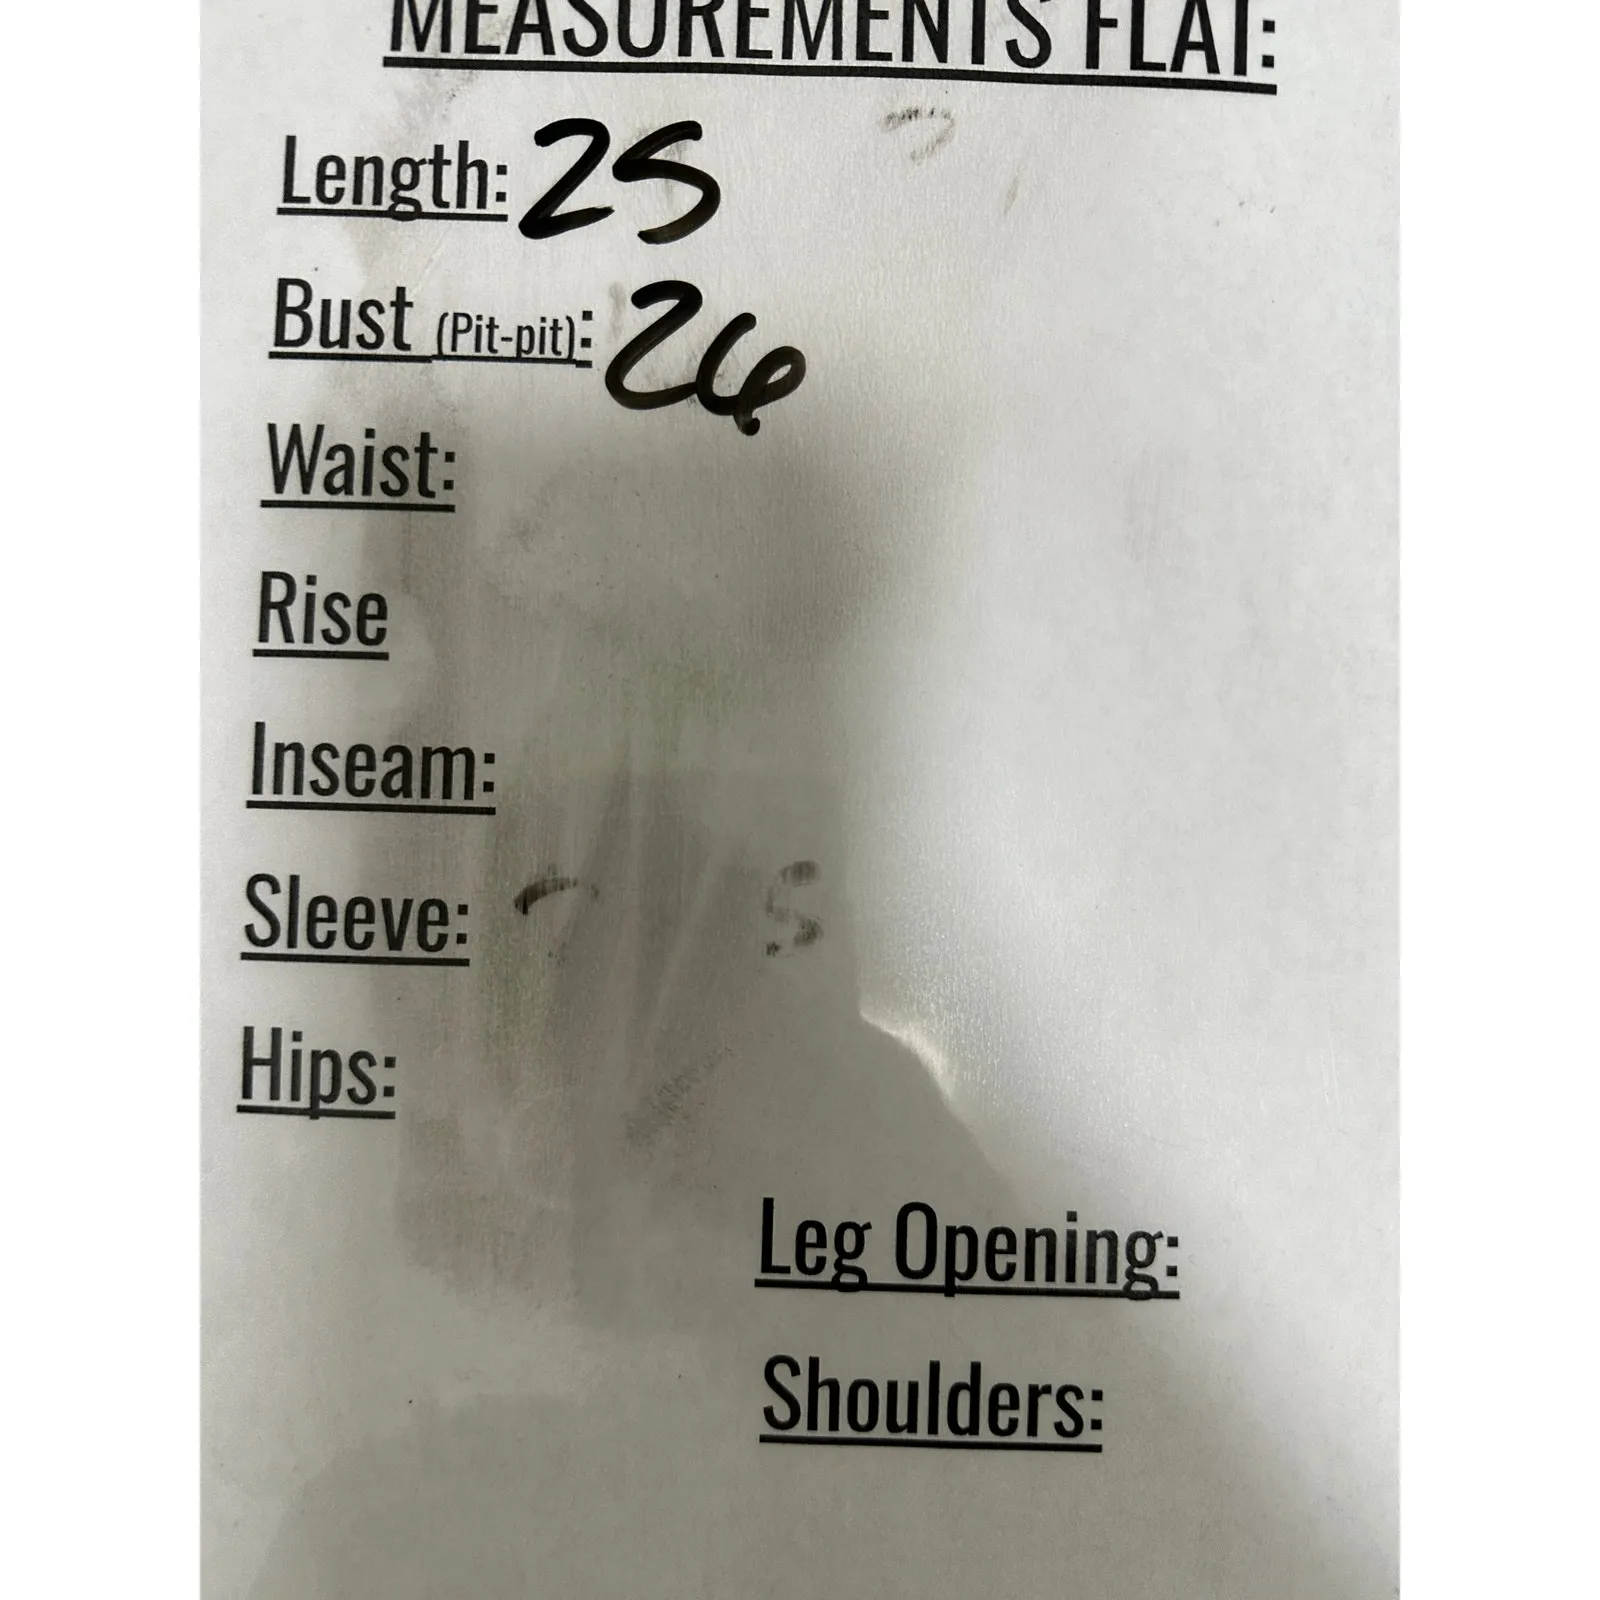 MEASUREMENTS FLAT:
Length: 25
Bust (Pit-pit): 26
Waist:
Rise
Inseam:
Sleeve:
Hips:
Leg Opening:
Shoulders: